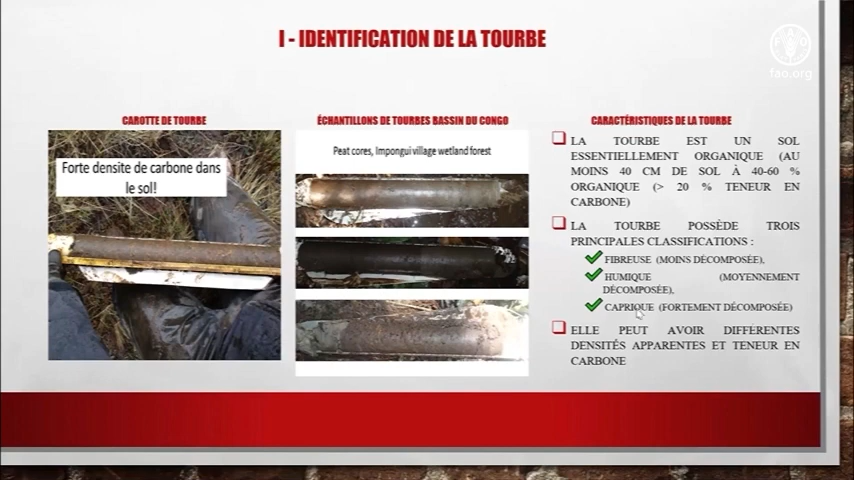 I - IDENTIFICATION DE LA TOURBE
FAO
fao.org
CAROTTE DE TOURBE
Forte densite de carbone dans
le sol!
ÉCHANTILLONS DE TOURBES BASSIN DU CONGO
Peat cores, Impongui village wetland forest
CARACTÉRISTIQUES DE LA TOURBE
LA TOURBE EST UN SOL
ESSENTIELLEMENT ORGANIQUE (AU
MOINS 40 CM DE SOL À 40-60 %
ORGANIQUE (> 20 % TENEUR EN
CARBONE)
LA TOURBE POSSÈDE TROIS
PRINCIPALES CLASSIFICATIONS :
FIBREUSE (MOINS DÉCOMPOSÉE),
HUMIQUE (MOYENNEMENT
DÉCOMPOSÉE),
CAPRIQUE (FORTEMENT DÉCOMPOSÉE)
ELLE PEUT AVOIR DIFFÉRENTES
DENSITÉS APPARENTES ET TENEUR EN
CARBONE